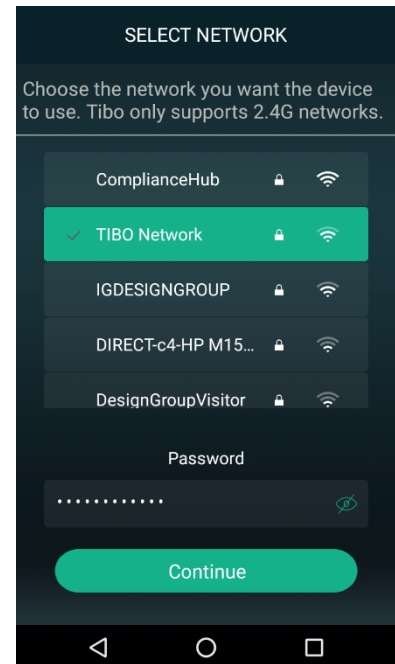 SELECT NETWORK
Choose the network you want the device
to use. Tibo only supports 2.4G networks.
ComplianceHub
TIBO Network
IGDESIGNGROUP
DIRECT-c4-HP M15...
DesignGroupVisitor
Password
............
Continue